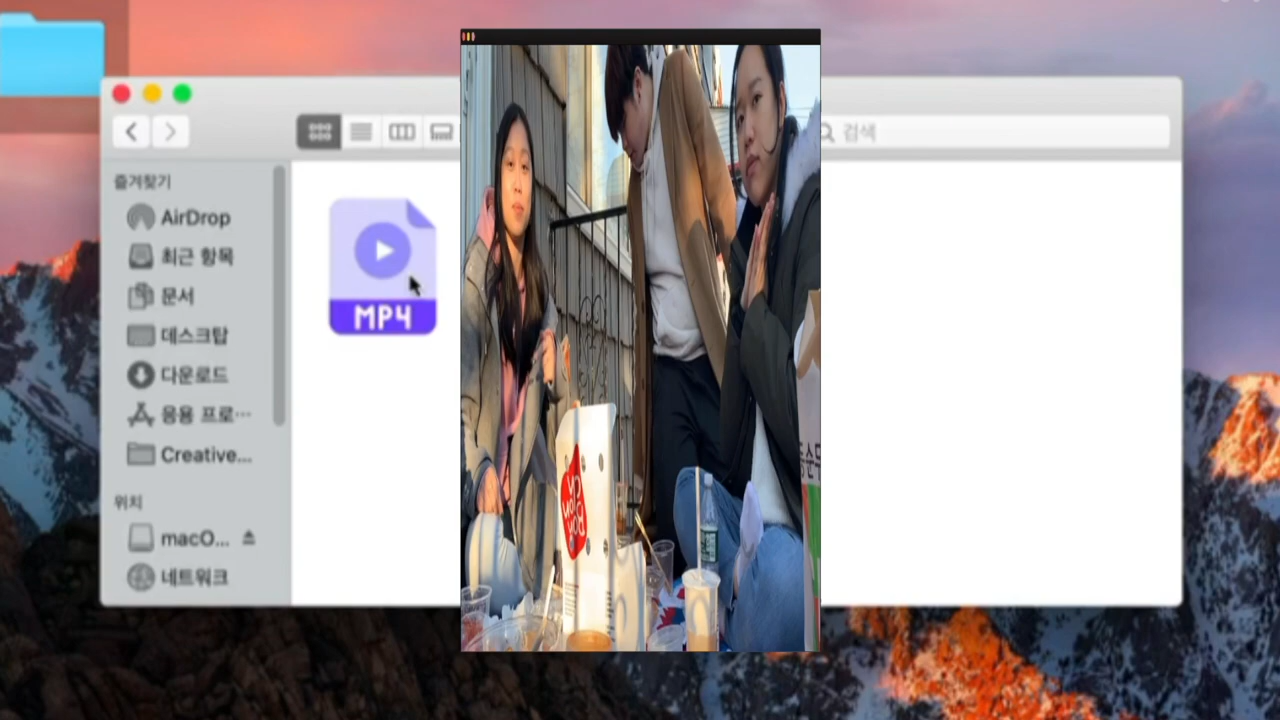 검색
즐겨찾기
AirDrop
최근 항목
문서
데스크탑
다운로드
응용 프로…
Creative...
위치
macO...
네트워크
MP4